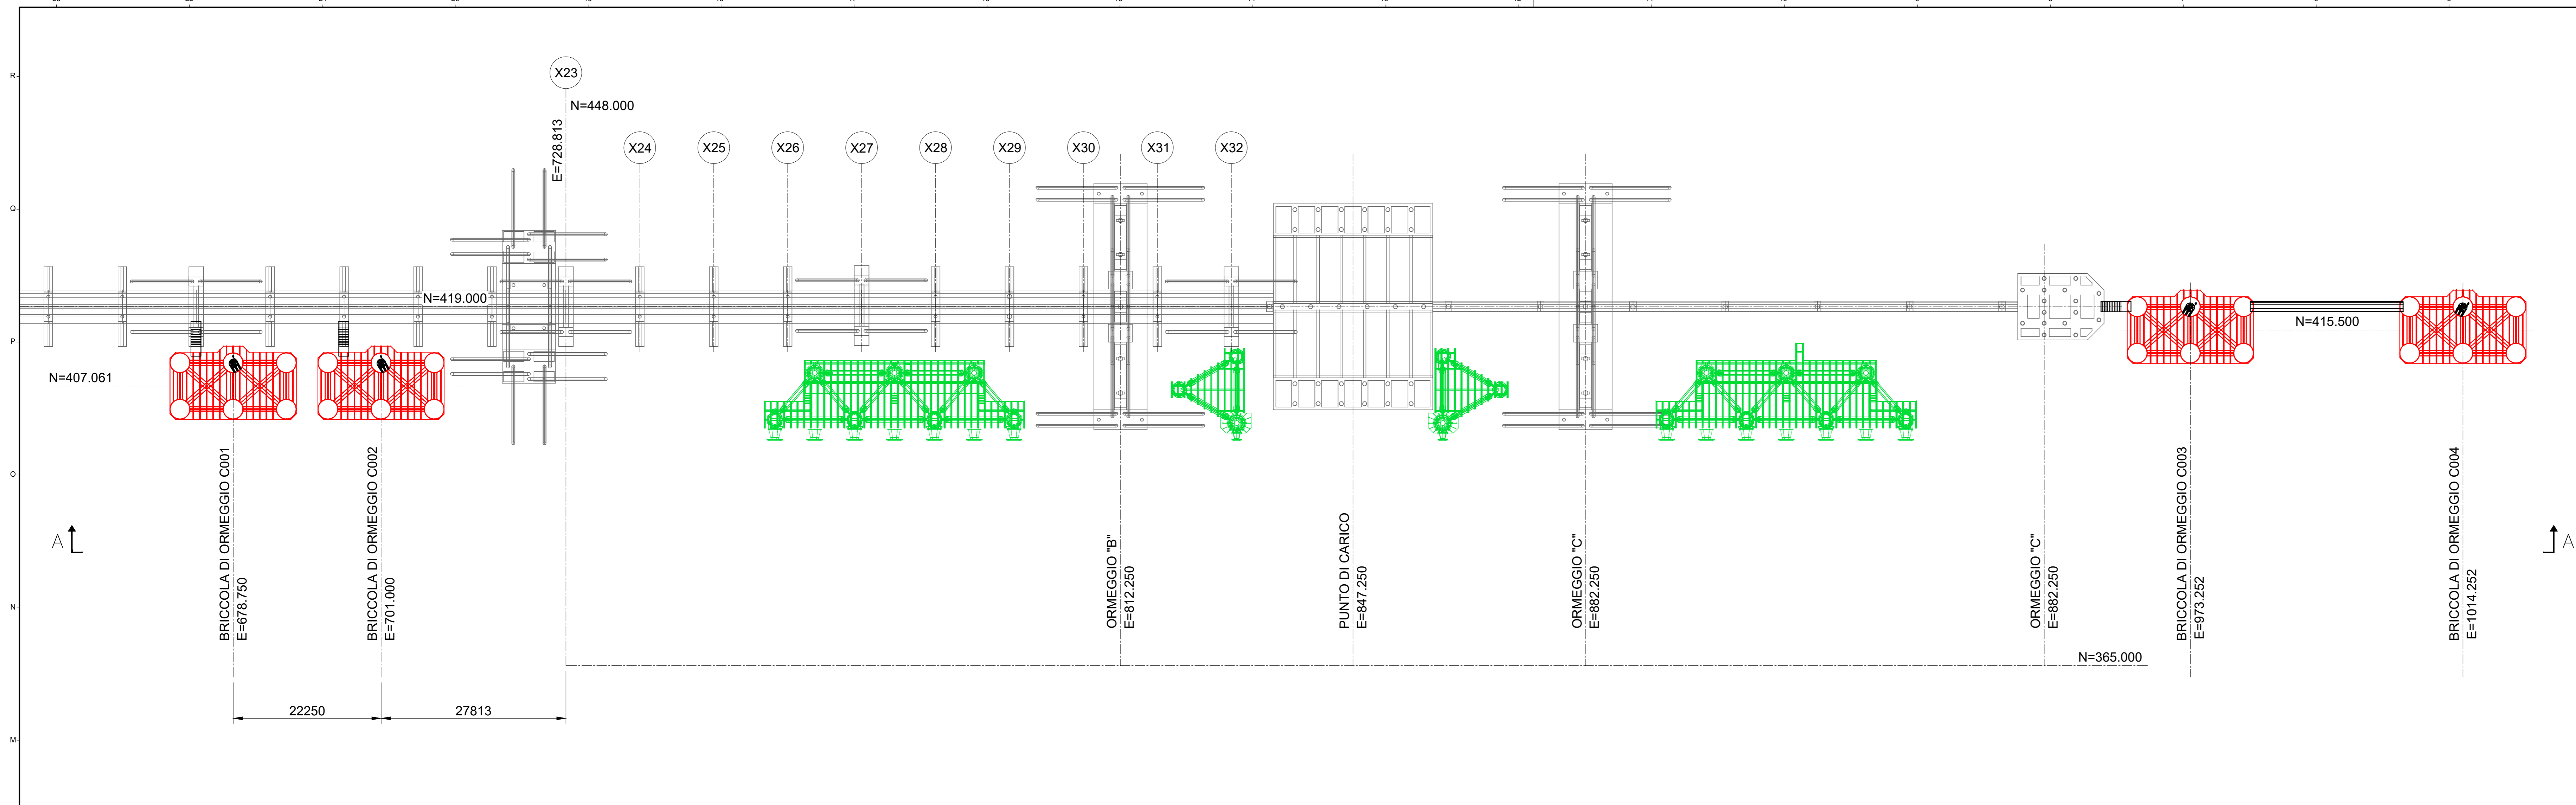 R
Q
P
O
N
M
X23
N=448.000
E=728.813
X24
X25
X26
X27
X28
X29
X30
X31
X32
N=419.000
N=415.500
N=407.061
BRICCOLA DI ORMEGGIO C001
E=678.750
BRICCOLA DI ORMEGGIO C002
E=701.000
ORMEGGIO "B"
E=812.250
PUNTO DI CARICO
E=847.250
ORMEGGIO "C"
E=882.250
ORMEGGIO "C"
E=882.250
BRICCOLA DI ORMEGGIO C003
E=973.252
BRICCOLA DI ORMEGGIO C004
E=1014.252
A
A
N=365.000
22250
27813